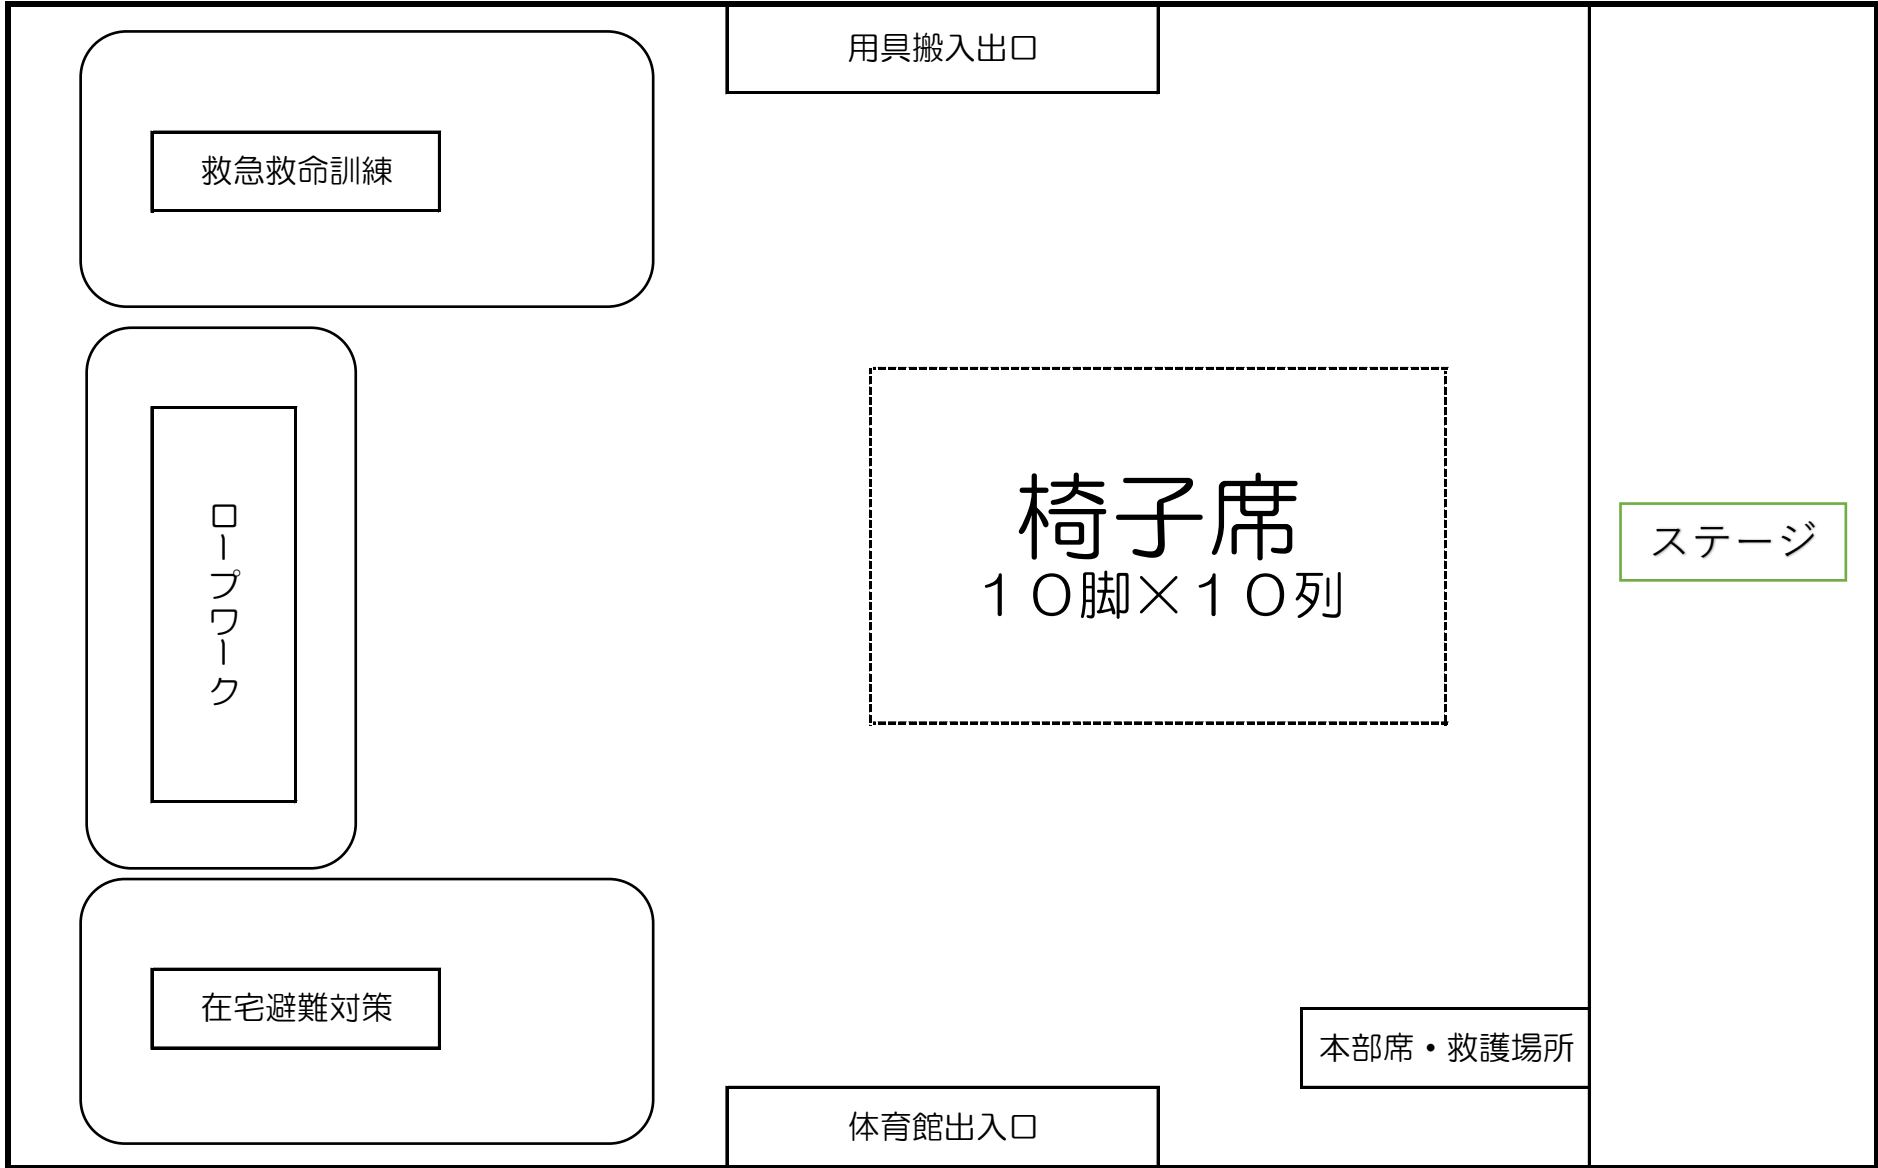 用具搬入出口
救急救命訓練
椅子席
１０脚×１０列
ステージ
ロープワーク
在宅避難対策
本部席・救護場所
体育館出入口